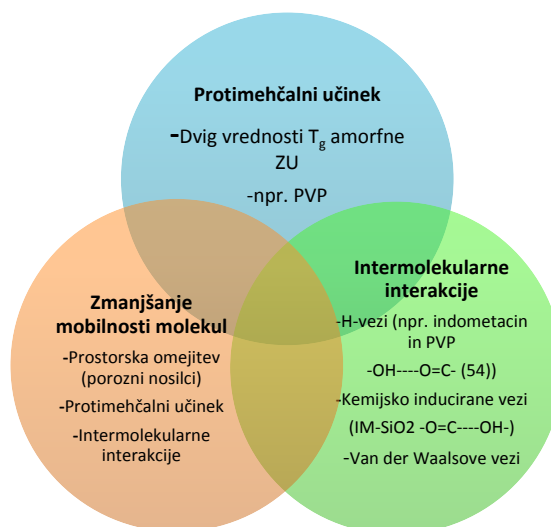 Protimehčalni učinek
-Dvig vrednosti Tg amorfne
ZU
-npr. PVP
Zmanjšanje
mobilnosti molekul
-Prostorska omejitev
(porozni nosilci)
-Protimehčalni učinek
-Intermolekularne
interakcije
Intermolekularne
interakcije
-H-vezi (npr. indometacin
in PVP
-OH----O=C- (54))
-Kemijsko inducirane vezi
(IM-SiO2 -O=C----OH-)
-Van der Waalsove vezi